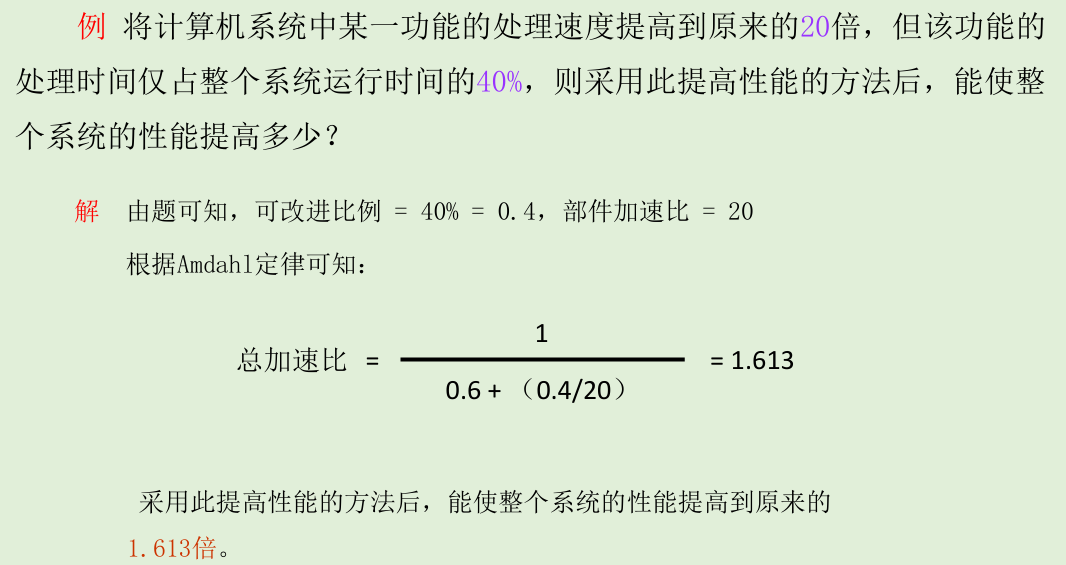 例 将计算机系统中某一功能的处理速度提高到原来的20倍，但该功能的
处理时间仅占整个系统运行时间的40%，则采用此提高性能的方法后，能使整
个系统的性能提高多少？
解 由题可知，可改进比例 = 40% = 0.4，部件加速比 = 20
根据Amdahl定律可知：
1
总加速比 = = 1.613
0.6 + （0.4/20）
采用此提高性能的方法后，能使整个系统的性能提高到原来的
1.613倍。